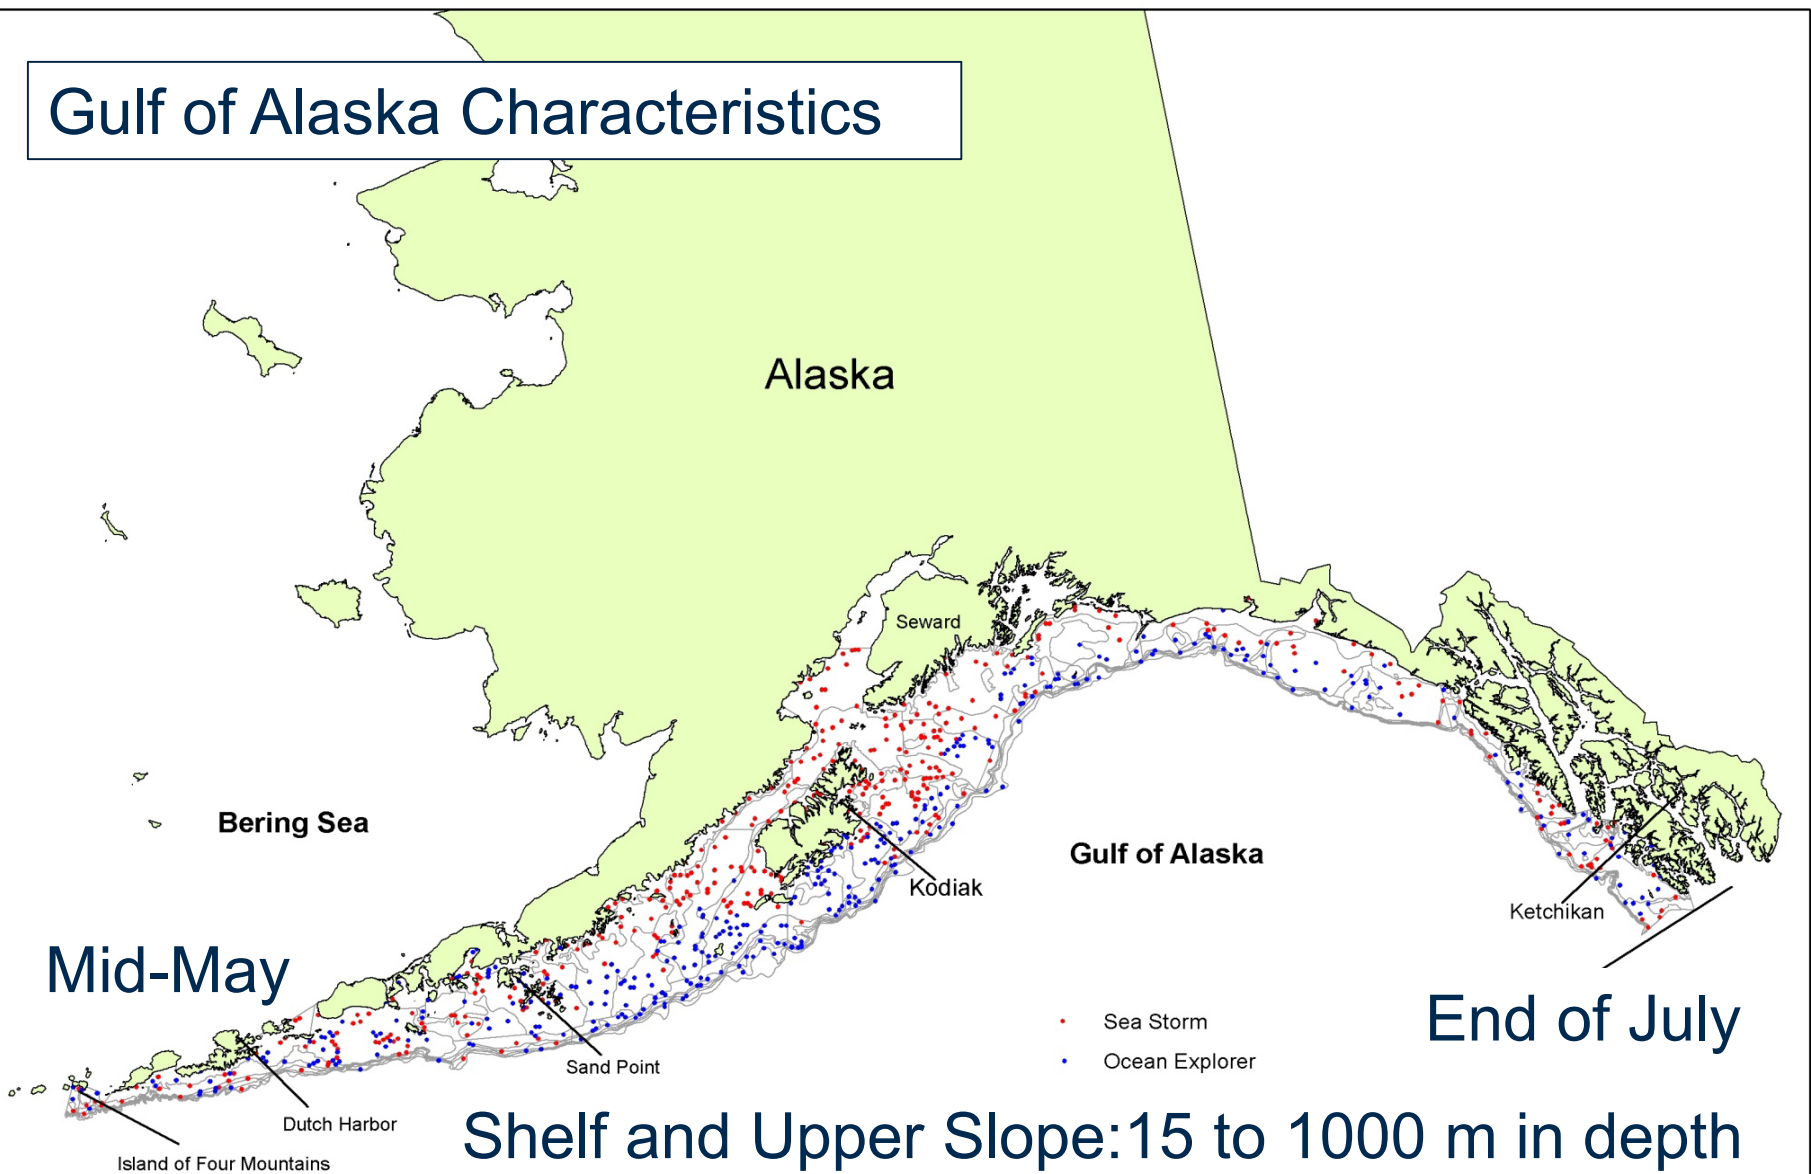 Gulf of Alaska Characteristics
Alaska
Seward
Bering Sea
Gulf of Alaska
Kodiak
Ketchikan
Mid-May
End of July
Sea Storm
Ocean Explorer
Sand Point
Dutch Harbor
Island of Four Mountains
Shelf and Upper Slope:15 to 1000 m in depth